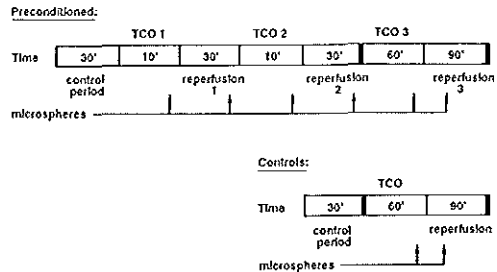 Preconditioned:
TCO 1 TCO 2 TCO 3
Time 30' 10' 30' 10' 30' 60' 90'
control period reperfusion 1 reperfusion 2 reperfusion 3
microspheres
Controls:
TCO
Time 30' 60' 90'
control period reperfusion
microspheres